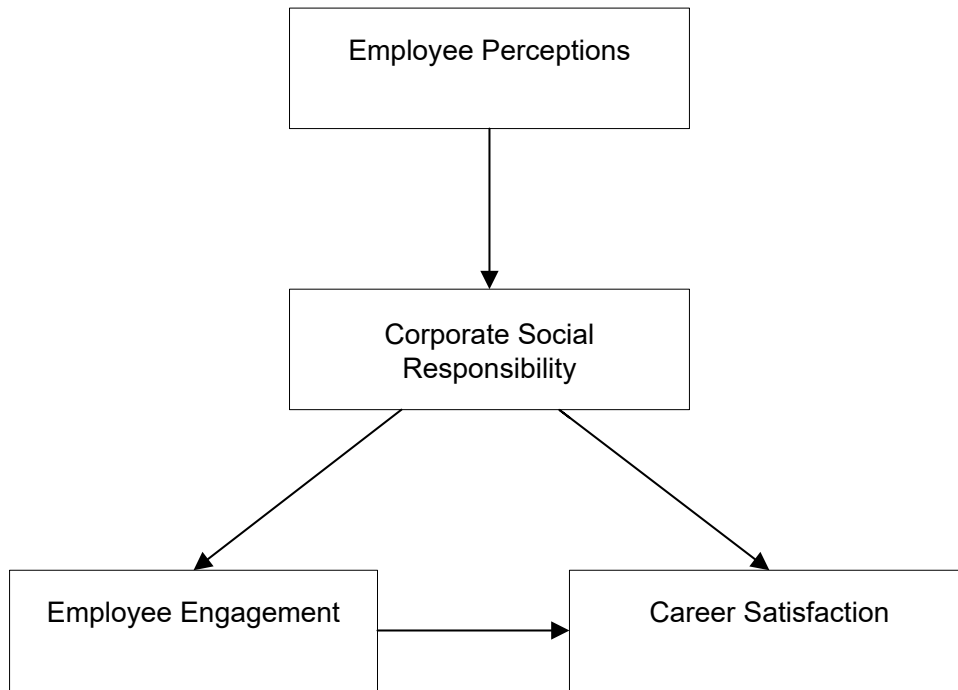 Employee Perceptions
Corporate Social
Responsibility
Employee Engagement
Career Satisfaction